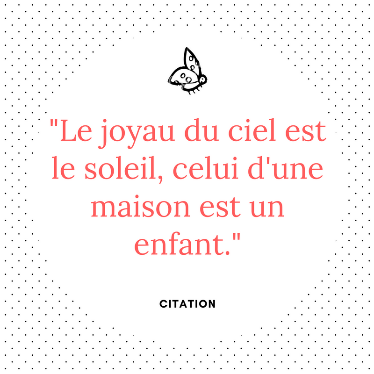 "Le joyau du ciel est
le soleil, celui d'une
maison est un
enfant."
CITATION